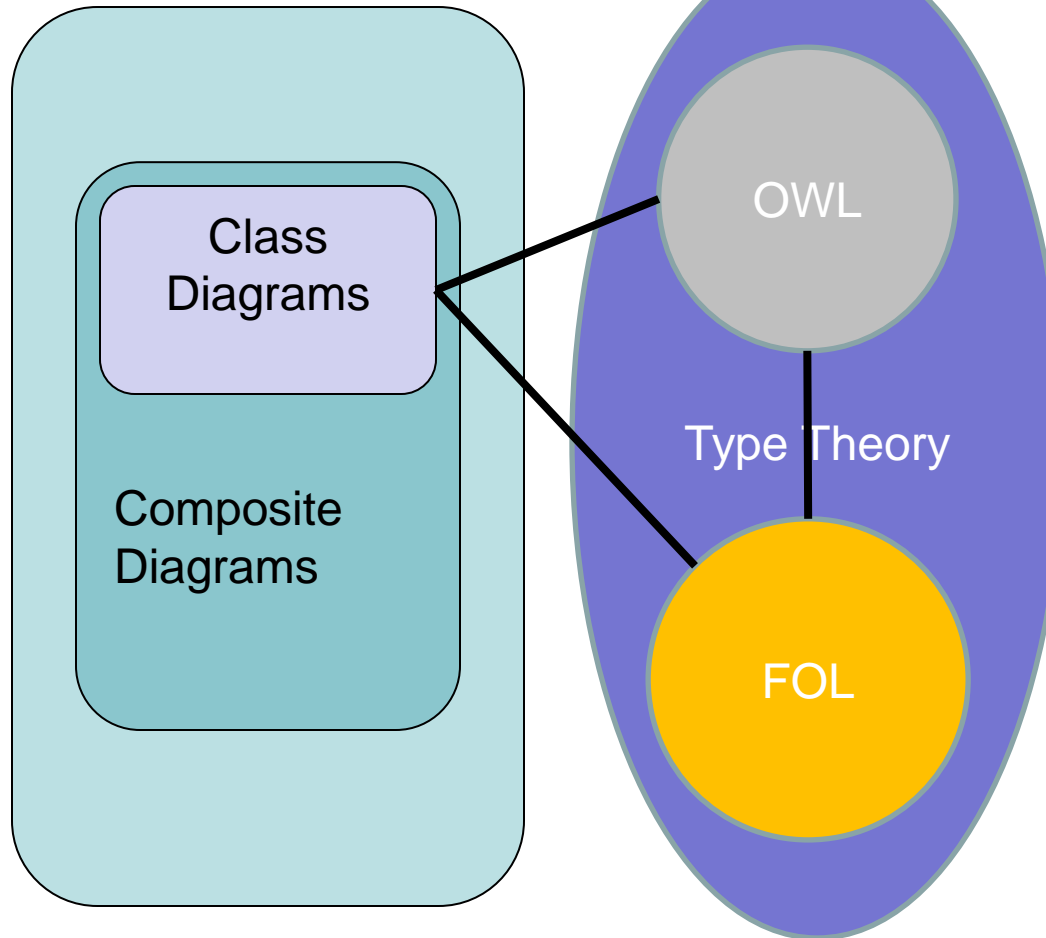 Class
Diagrams
Composite
Diagrams
OWL
Type Theory
FOL